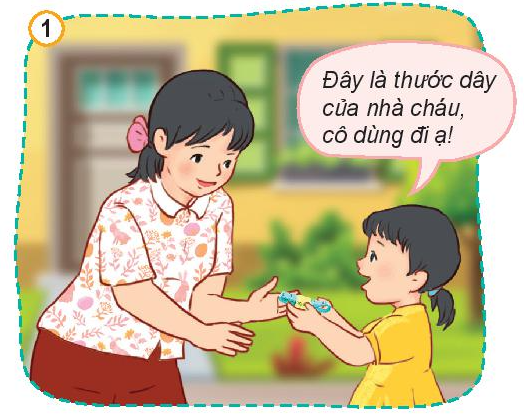 1
Đây là thước dây
của nhà cháu,
cô dùng đi ạ!